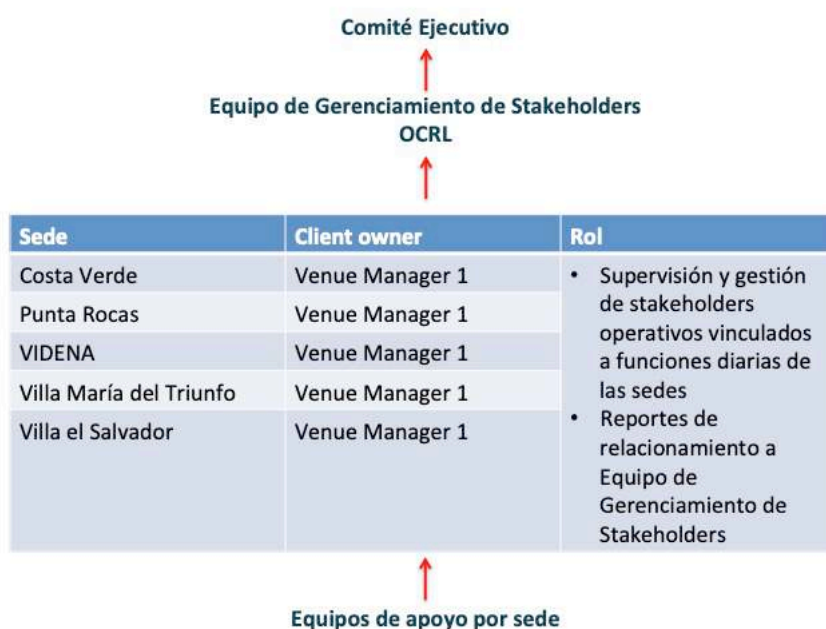 Comité Ejecutivo
Equipo de Gerenciamiento de Stakeholders
OCRL
Sede Client owner Rol
Costa Verde Venue Manager 1
Punta Rocas Venue Manager 1
VIDENA Venue Manager 1
Villa María del Triunfo Venue Manager 1
Villa el Salvador Venue Manager 1
• Supervisión y gestión
de stakeholders
operativos vinculados
a funciones diarias de
las sedes
• Reportes de
relacionamiento a
Equipo de
Gerenciamiento de
Stakeholders
Equipos de apoyo por sede